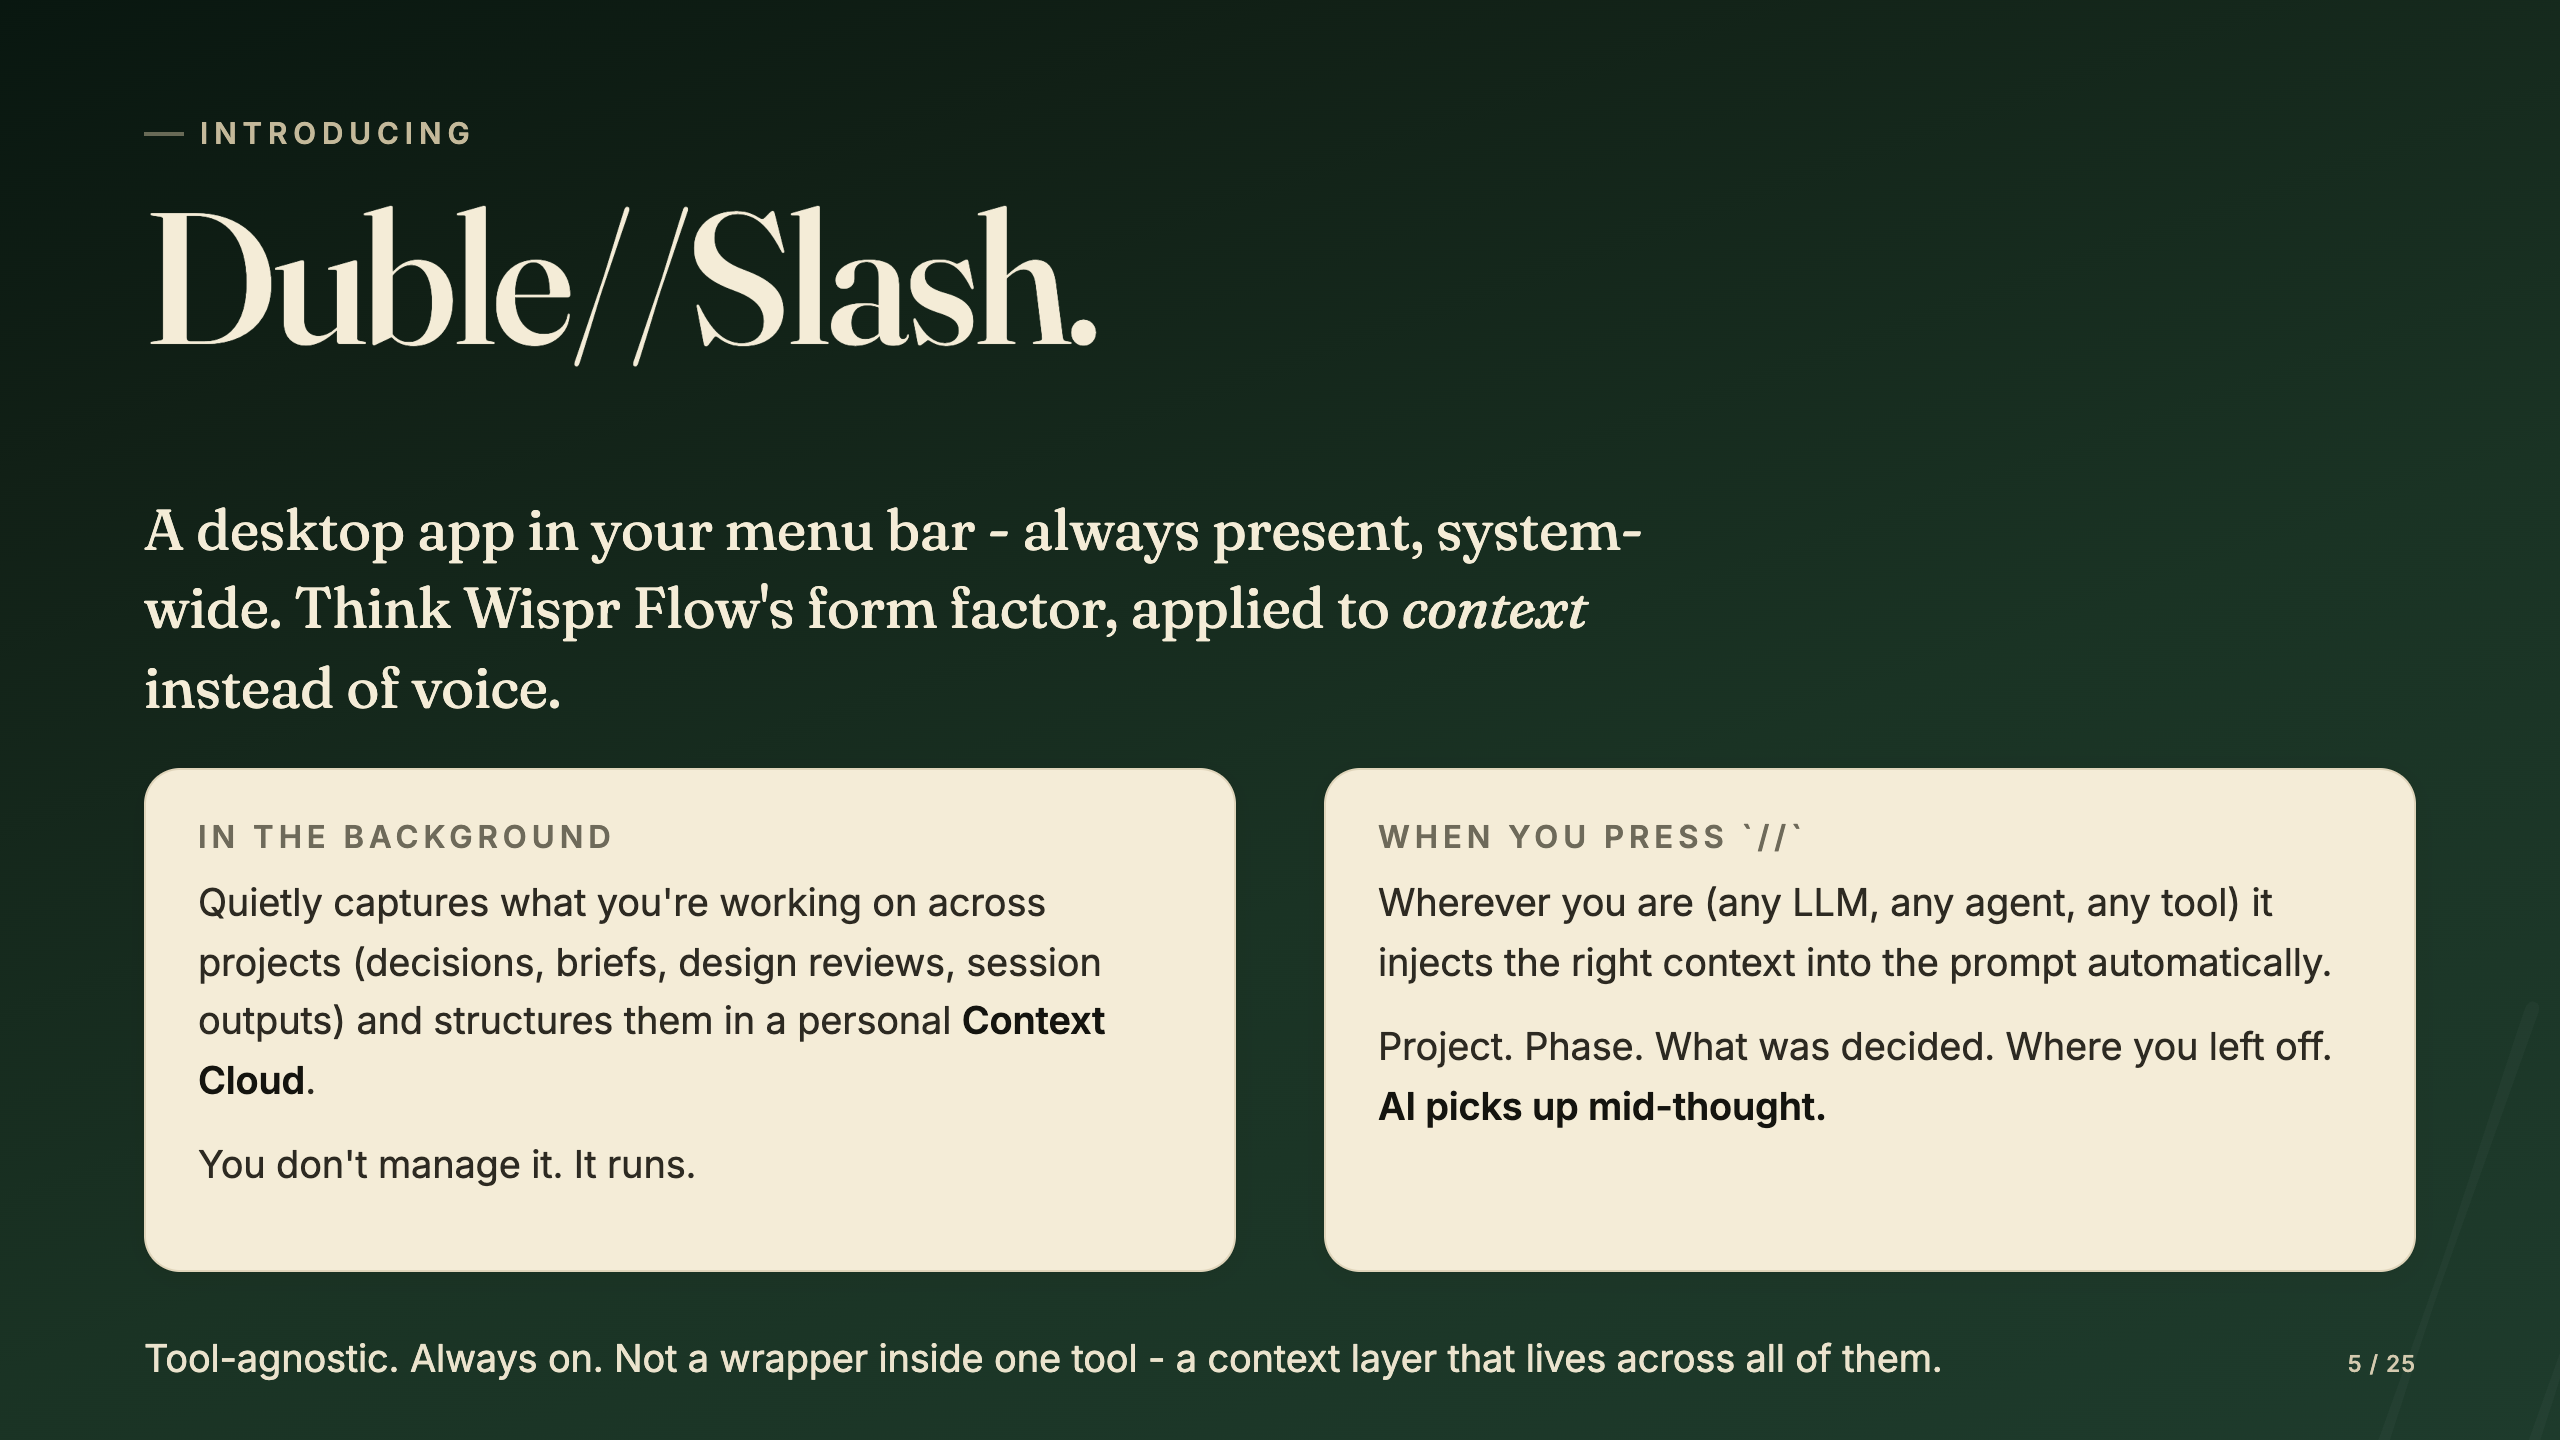 — INTRODUCING
Duble//Slash.
A desktop app in your menu bar - always present, system-
wide. Think Wispr Flow's form factor, applied to context
instead of voice.
IN THE BACKGROUND
Quietly captures what you're working on across
projects (decisions, briefs, design reviews, session
outputs) and structures them in a personal Context
Cloud.
You don't manage it. It runs.
WHEN YOU PRESS `//`
Wherever you are (any LLM, any agent, any tool) it
injects the right context into the prompt automatically.
Project. Phase. What was decided. Where you left off.
AI picks up mid-thought.
Tool-agnostic. Always on. Not a wrapper inside one tool - a context layer that lives across all of them.
5 / 25